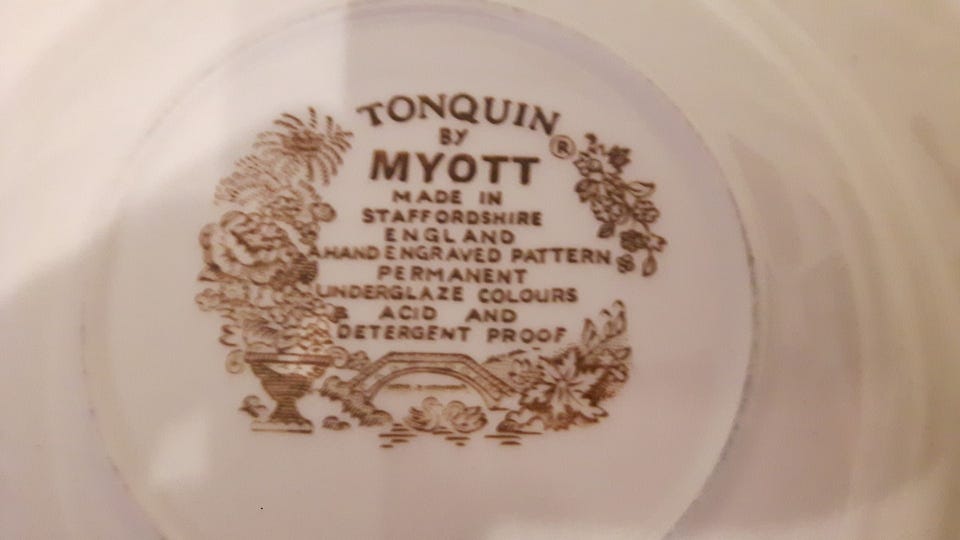 TONQUIN
BY ®
MYOTT
MADE IN
STAFFORDSHIRE
ENGLAND
HAND ENGRAVED PATTERN
PERMANENT
UNDERGLAZE COLOURS
ACID AND
DETERGENT PROOF